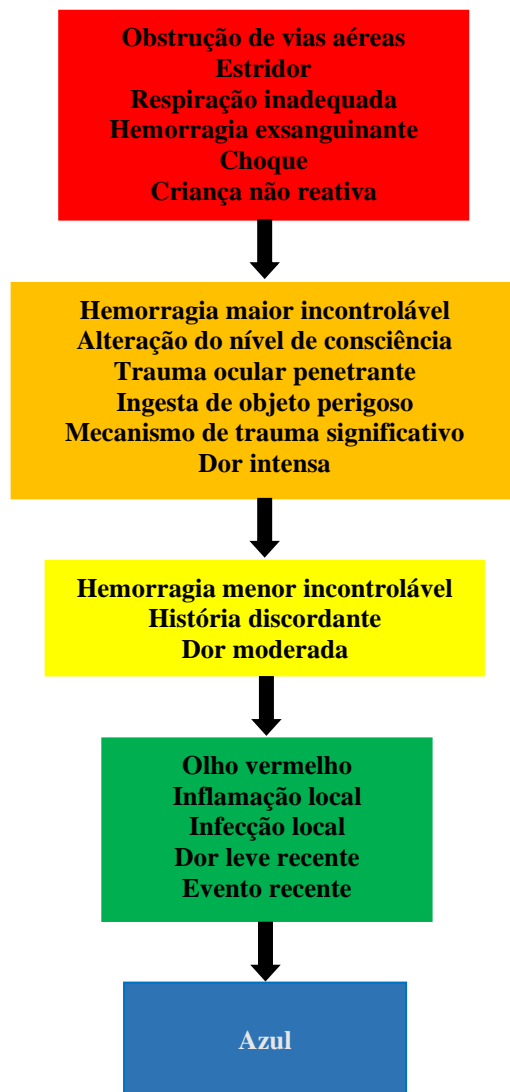 Obstrução de vias aéreas
Estridor
Respiração inadequada
Hemorragia exsanguinante
Choque
Criança não reativa
Hemorragia maior incontrolável
Alteração do nível de consciência
Trauma ocular penetrante
Ingesta de objeto perigoso
Mecanismo de trauma significativo
Dor intensa
Hemorragia menor incontrolável
História discordante
Dor moderada
Olho vermelho
Inflamação local
Infecção local
Dor leve recente
Evento recente
Azul